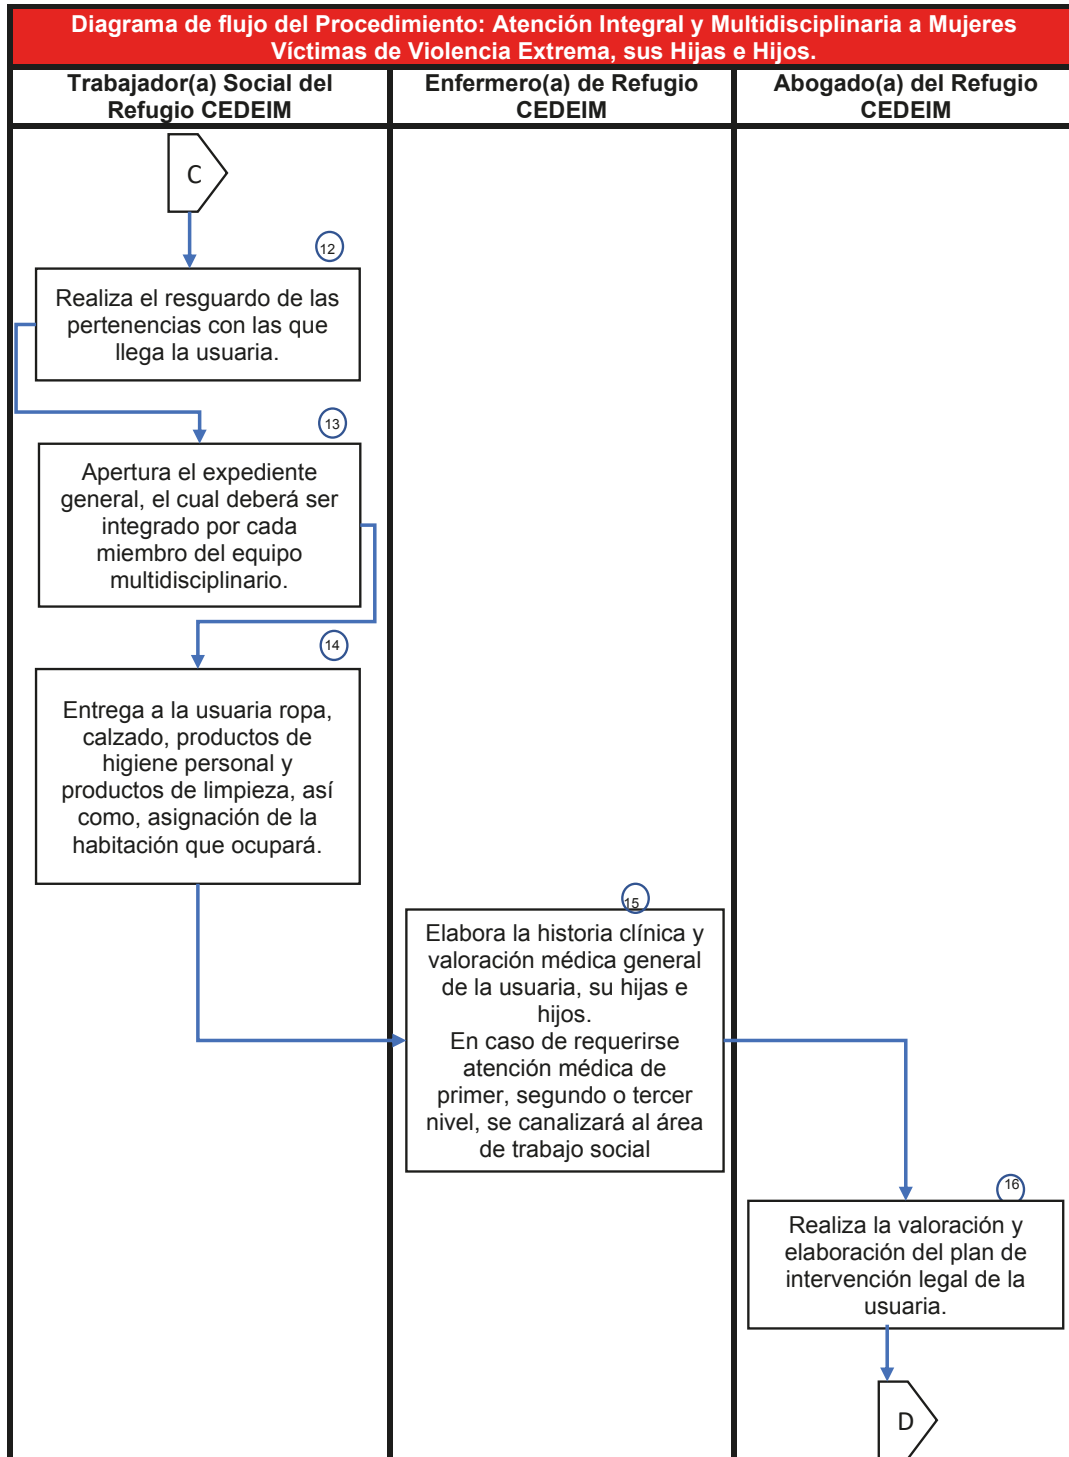 Diagrama de flujo del Procedimiento: Atención Integral y Multidisciplinaria a Mujeres
Víctimas de Violencia Extrema, sus Hijas e Hijos.
Trabajador(a) Social del
Refugio CEDEIM
Enfermero(a) de Refugio
CEDEIM
Abogado(a) del Refugio
CEDEIM
C
12
Realiza el resguardo de las
pertenencias con las que
llega la usuaria.
13
Apertura el expediente
general, el cual deberá ser
integrado por cada
miembro del equipo
multidisciplinario.
14
Entrega a la usuaria ropa,
calzado, productos de
higiene personal y
productos de limpieza, así
como, asignación de la
habitación que ocupará.
15
Elabora la historia clínica y
valoración médica general
de la usuaria, su hijas e
hijos.
En caso de requerirse
atención médica de
primer, segundo o tercer
nivel, se canalizará al área
de trabajo social
16
Realiza la valoración y
elaboración del plan de
intervención legal de la
usuaria.
D